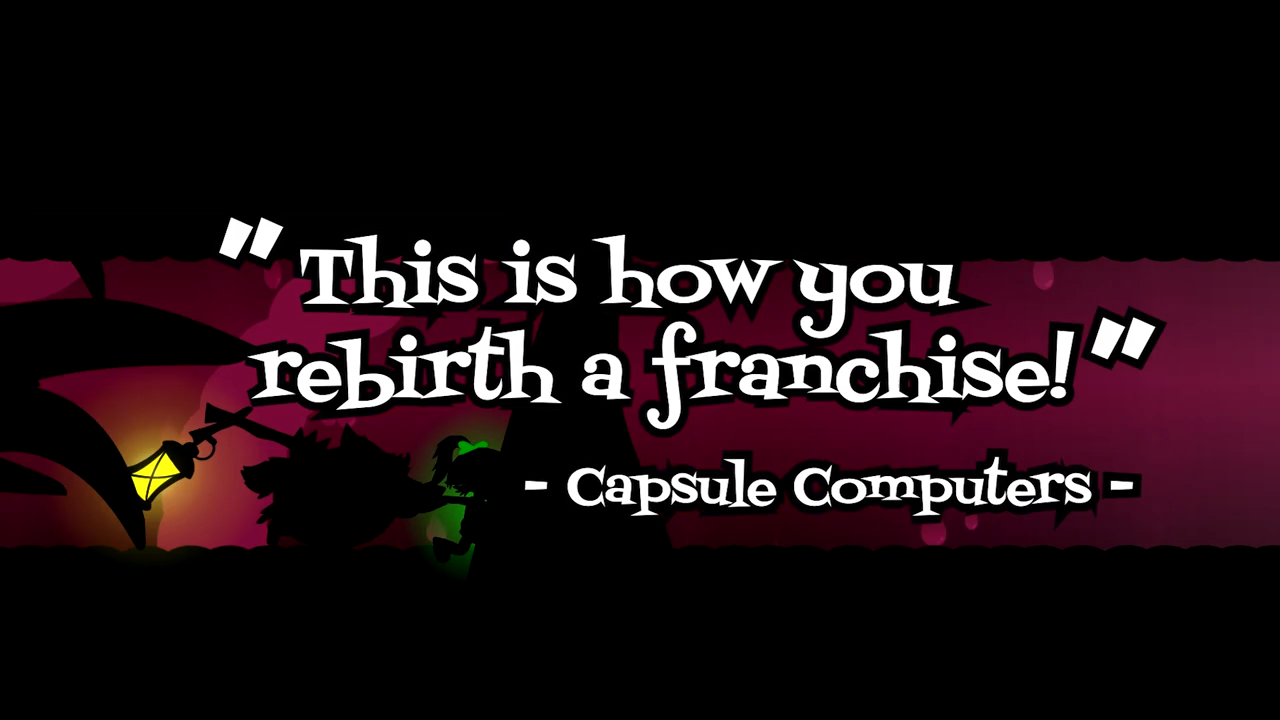 "This is how you
rebirth a franchise!"
- Capsule Computers -